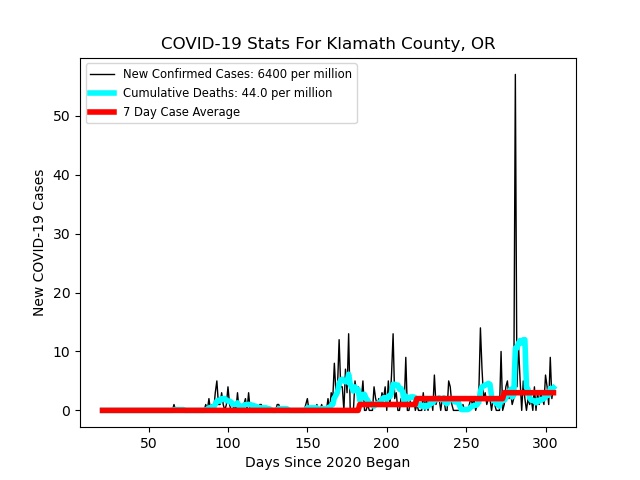 COVID-19 Stats For Klamath County, OR
New Confirmed Cases: 6400 per million
Cumulative Deaths: 44.0 per million
7 Day Case Average
New COVID-19 Cases
50
40
30
20
10
0
50 100 150 200 250 300
Days Since 2020 Began